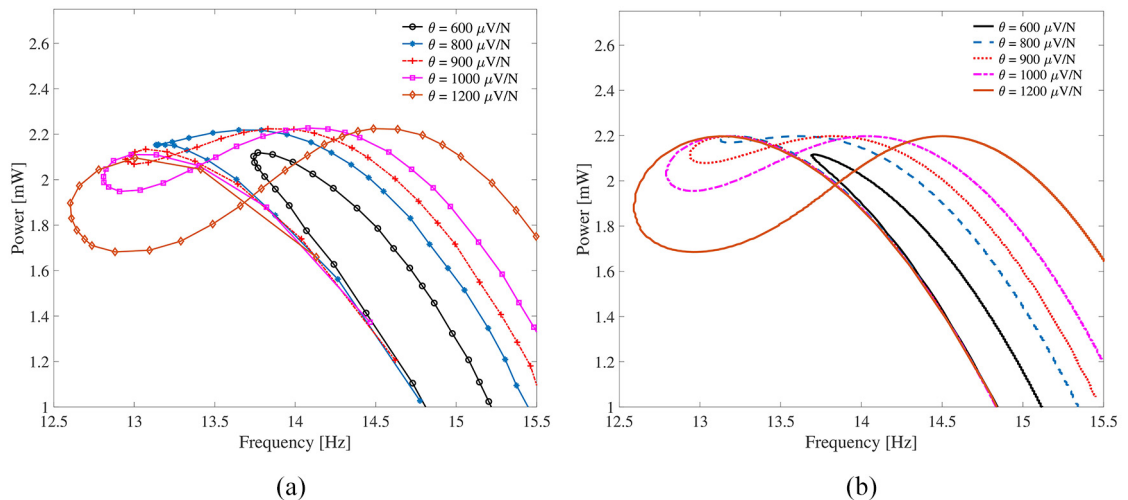 2.6
2.4
2.2
2
1.8
1.6
1.4
1.2
1
Power [mW]
12.5 13 13.5 14 14.5 15 15.5
Frequency [Hz]
θ = 600 μV/N
θ = 800 μV/N
θ = 900 μV/N
θ = 1000 μV/N
θ = 1200 μV/N
(a)
2.6
2.4
2.2
2
1.8
1.6
1.4
1.2
1
Power [mW]
12.5 13 13.5 14 14.5 15 15.5
Frequency [Hz]
θ = 600 μV/N
θ = 800 μV/N
θ = 900 μV/N
θ = 1000 μV/N
θ = 1200 μV/N
(b)